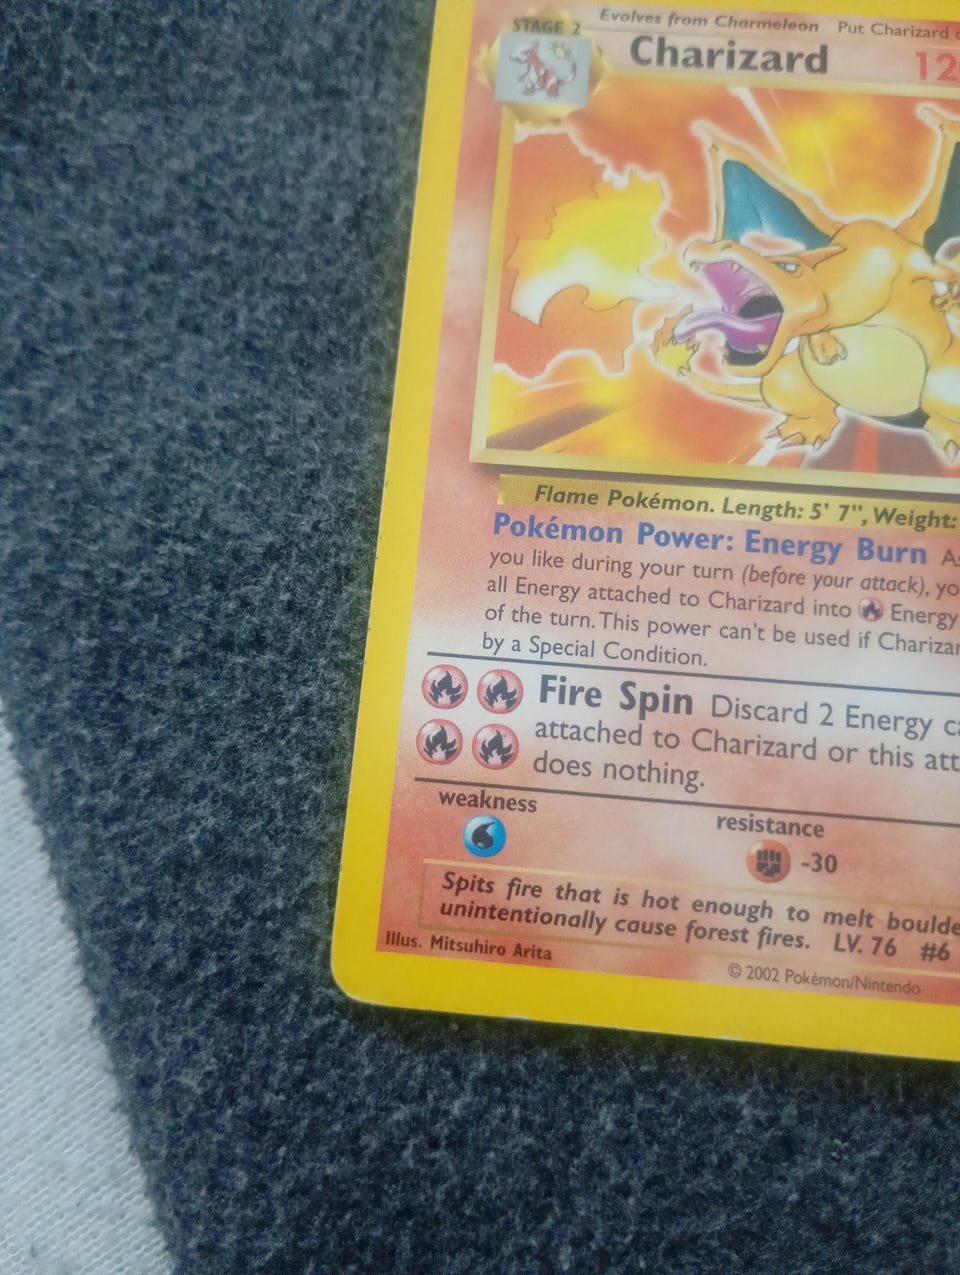 Evolves from Charmeleon Put Charizard
STAGE 2
Charizard 12
Flame Pokémon. Length: 5' 7", Weight:
Pokémon Power: Energy Burn
you like during your turn (before your attack),
all Energy attached to Charizard into Energy
of the turn. This power can't be used if
by a Special Condition.
Fire Spin Discard 2 Energy
attached to Charizard or this
does nothing.
weakness
resistance
-30
Spits fire that is hot enough to melt
unintentionally cause forest fires. LV. 76 #6
Illus. Mitsuhiro Arita
© 2002 Pokémon/Nintendo